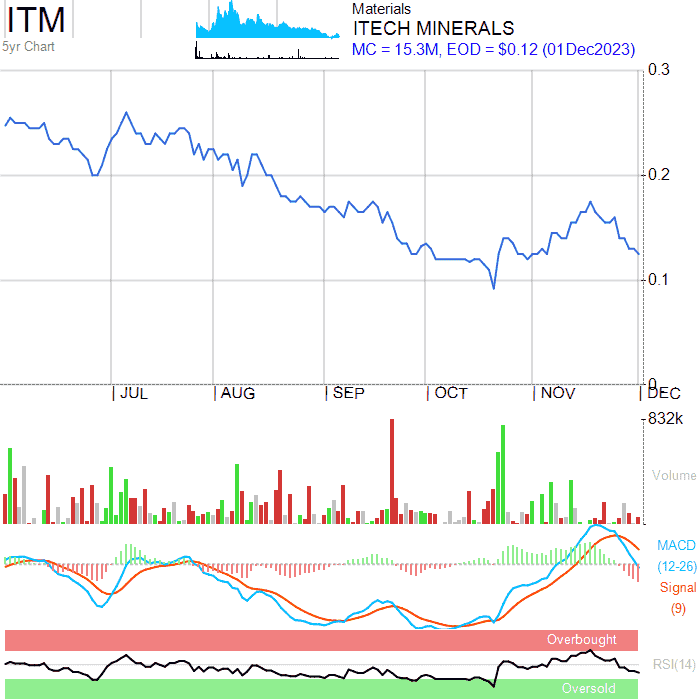 ITM
5yr Chart
Materials
ITECH MINERALS
MC = 15.3M, EOD = $0.12 (01Dec2023)
0.3
0.2
0.1
0
JUL AUG SEP OCT NOV DEC
832k
Volume
MACD
(12-26)
Signal
(9)
Overbought
RSI(14)
Oversold